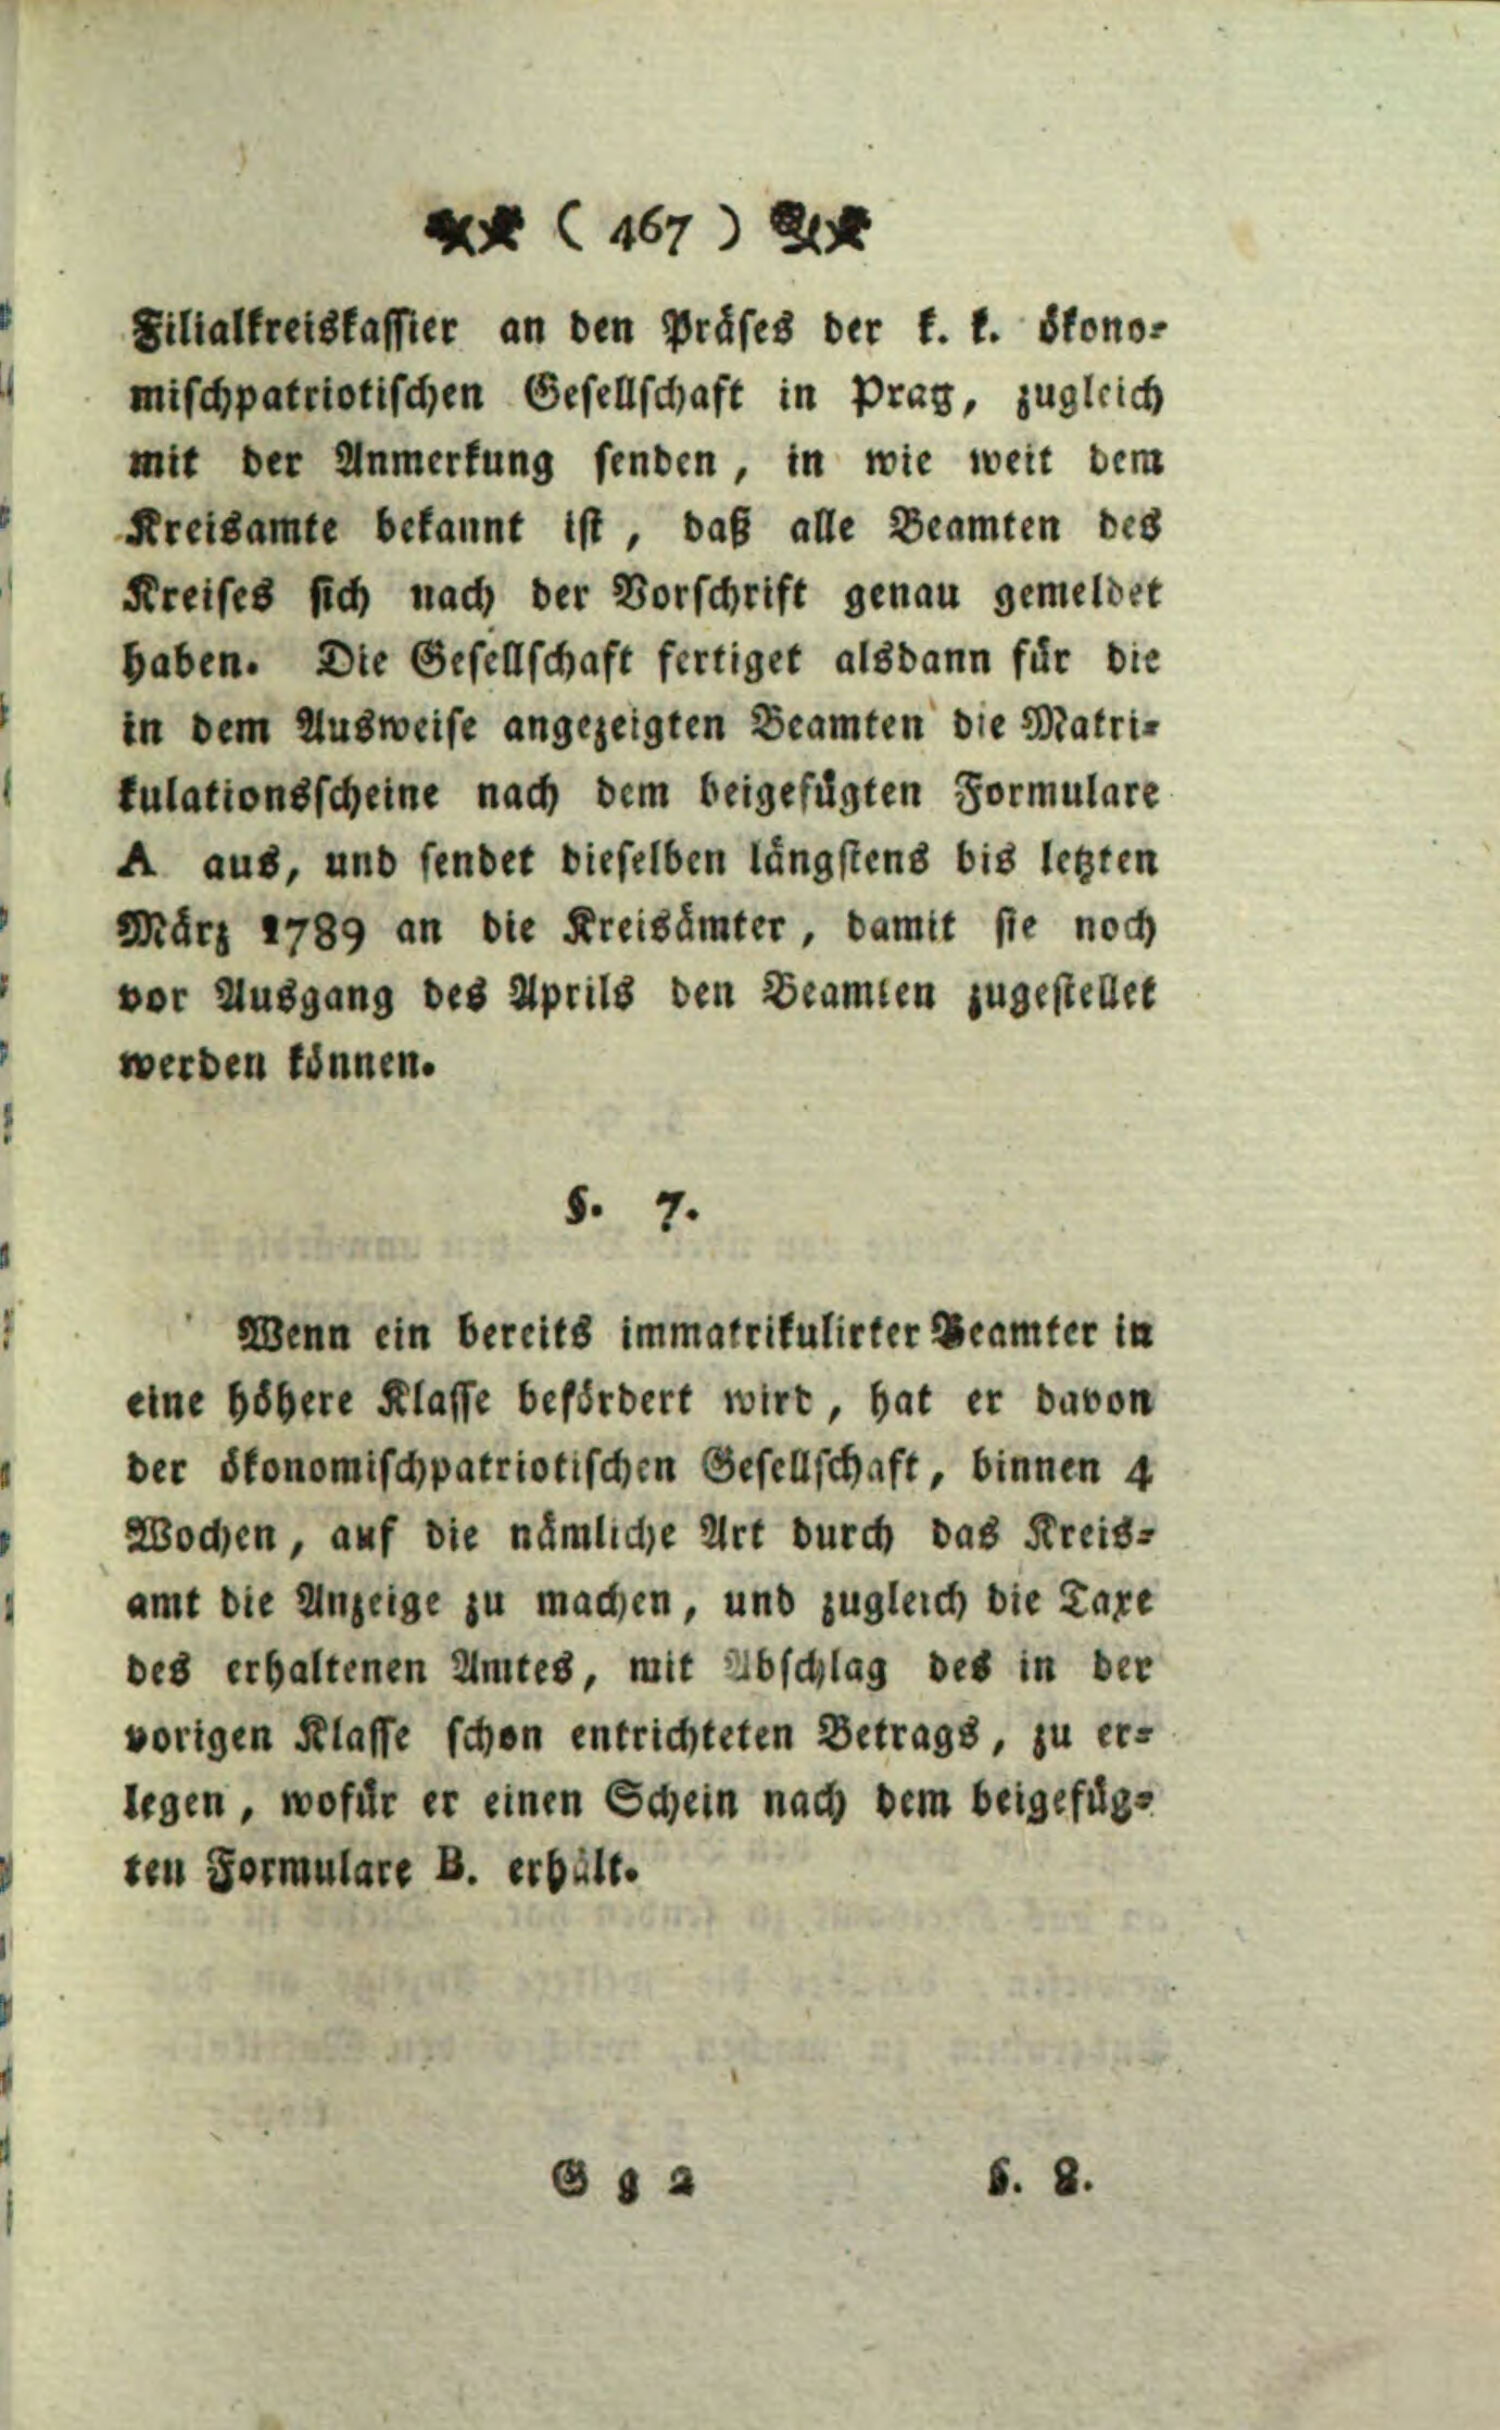 ( 467 )
Filialkreiskassier an den Präses der k. k. ökono-
mischpatriotischen Gesellschaft in Prag, zugleich
mit der Anmerkung senden, in wie weit dem
Kreisamte bekannt ist, daß alle Beamten des
Kreises sich nach der Vorschrift genau gemeldet
haben. Die Gesellschaft fertiget alsdann für die
in dem Ausweise angezeigten Beamten die Matri-
kulationsscheine nach dem beigefügten Formulare
A aus, und sendet dieselben längstens bis letzten
März 1789 an die Kreisämter, damit sie noch
vor Ausgang des Aprils den Beamten zugestellet
werden können.
§. 7.
Wenn ein bereits immatrikulirter Beamter in
eine höhere Klasse befördert wird, hat er davon
der ökonomischpatriotischen Gesellschaft, binnen 4
Wochen, auf die nämliche Art durch das Kreis-
amt die Anzeige zu machen, und zugleich die Taxe
des erhaltenen Amtes, mit Abschlag des in der
vorigen Klasse schon entrichteten Betrags, zu er-
legen, wofür er einen Schein nach dem beigefüg-
ten Formulare B. erhält.
G g 2 §. 8.